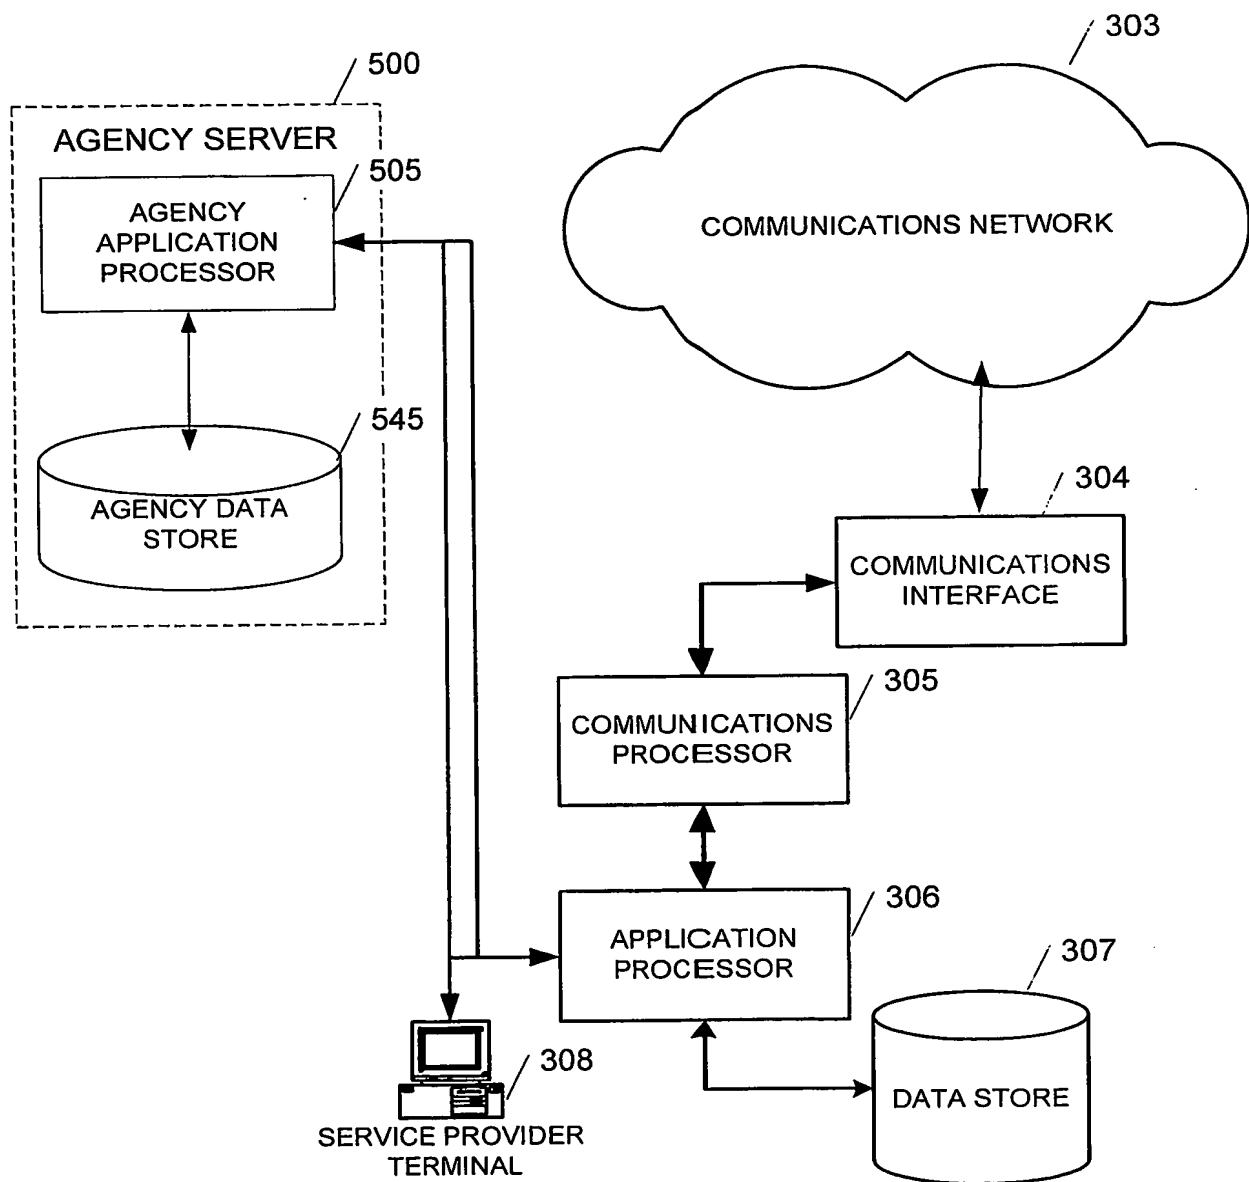 303
500
AGENCY SERVER
505
AGENCY
APPLICATION
PROCESSOR
COMMUNICATIONS NETWORK
545
AGENCY DATA
STORE
304
COMMUNICATIONS
INTERFACE
305
COMMUNICATIONS
PROCESSOR
306
APPLICATION
PROCESSOR
307
DATA STORE
308
SERVICE PROVIDER
TERMINAL